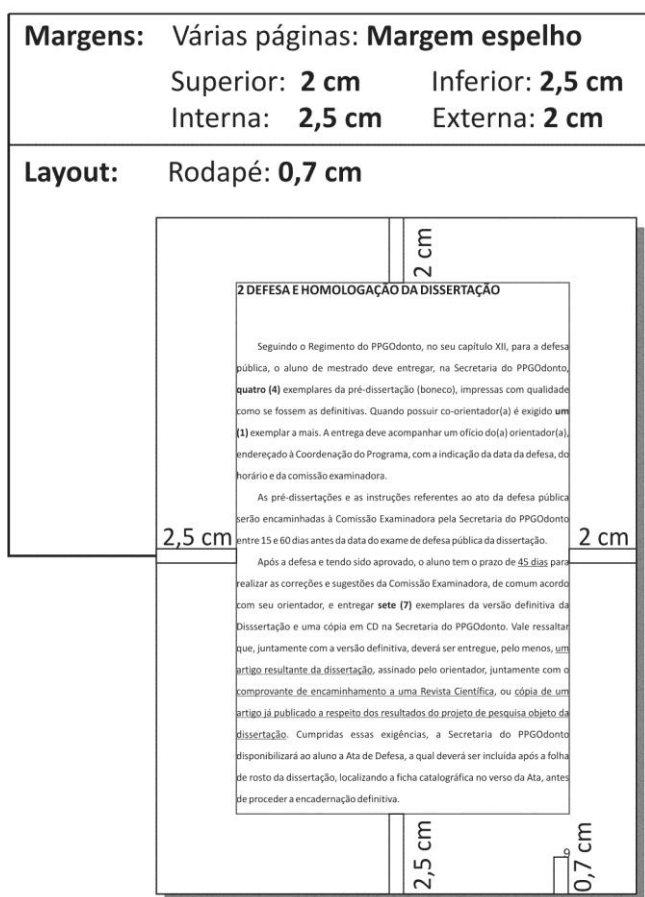 Margens: Várias páginas: Margem espelho
Superior: 2 cm Inferior: 2,5 cm
Interna: 2,5 cm Externa: 2 cm
Layout: Rodapé: 0,7 cm
2 cm
2 DEFESA E HOMOLOGAÇÃO DA DISSERTAÇÃO
Seguindo o Regimento do PPGOdonto, no seu capítulo XII, para a defesa
pública, o aluno de mestrado deve entregar, na Secretaria do PPGOdonto,
quatro (4) exemplares da pré-dissertação (boneco), impressas com qualidade
como se fossem as definitivas. Quando possuir co-orientador(a) é exigido um
(1) exemplar a mais. A entrega deve acompanhar um ofício do(a) orientador(a),
endereçado à Coordenação do Programa, com a indicação da data da defesa, do
horário e da comissão examinadora.
As pré-dissertações e as instruções referentes ao ato da defesa pública
serão encaminhadas à Comissão Examinadora pela Secretaria do PPGOdonto
2,5 cm entre 15 e 60 dias antes da data do exame de defesa pública da dissertação. 2 cm
Após a defesa e tendo sido aprovado, o aluno tem o prazo de 45 dias para
realizar as correções e sugestões da Comissão Examinadora, de comum acordo
com seu orientador, e entregar sete (7) exemplares da versão definitiva da
Disssertação e uma cópia em CD na Secretaria do PPGOdonto. Vale ressaltar
que, juntamente com a versão definitiva, deverá ser entregue, pelo menos, um
artigo resultante da dissertação, assinado pelo orientador, juntamente com o
comprovante de encaminhamento a uma Revista Científica, ou cópia de um
artigo já publicado a respeito dos resultados do projeto de pesquisa objeto da
dissertação. Cumpridas essas exigências, a Secretaria do PPGOdonto
disponibilizará ao aluno a Ata de Defesa, a qual deverá ser incluída após a folha
de rosto da dissertação, localizando a ficha catalográfica no verso da Ata, antes
de proceder a encadernação definitiva.
2,5 cm
9
0,7 cm